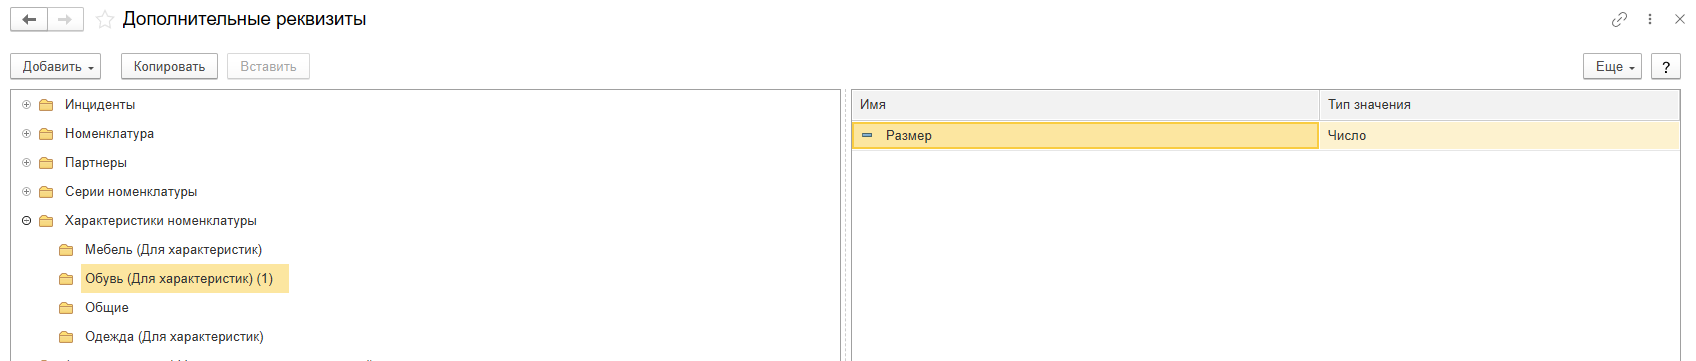 Дополнительные реквизиты
Добавить Копировать Вставить Еще ?
Инциденты
Номенклатура
Партнеры
Серии номенклатуры
Характеристики номенклатуры
Мебель (Для характеристик)
Обувь (Для характеристик) (1)
Общие
Одежда (Для характеристик)
Имя Тип значения
Размер Число